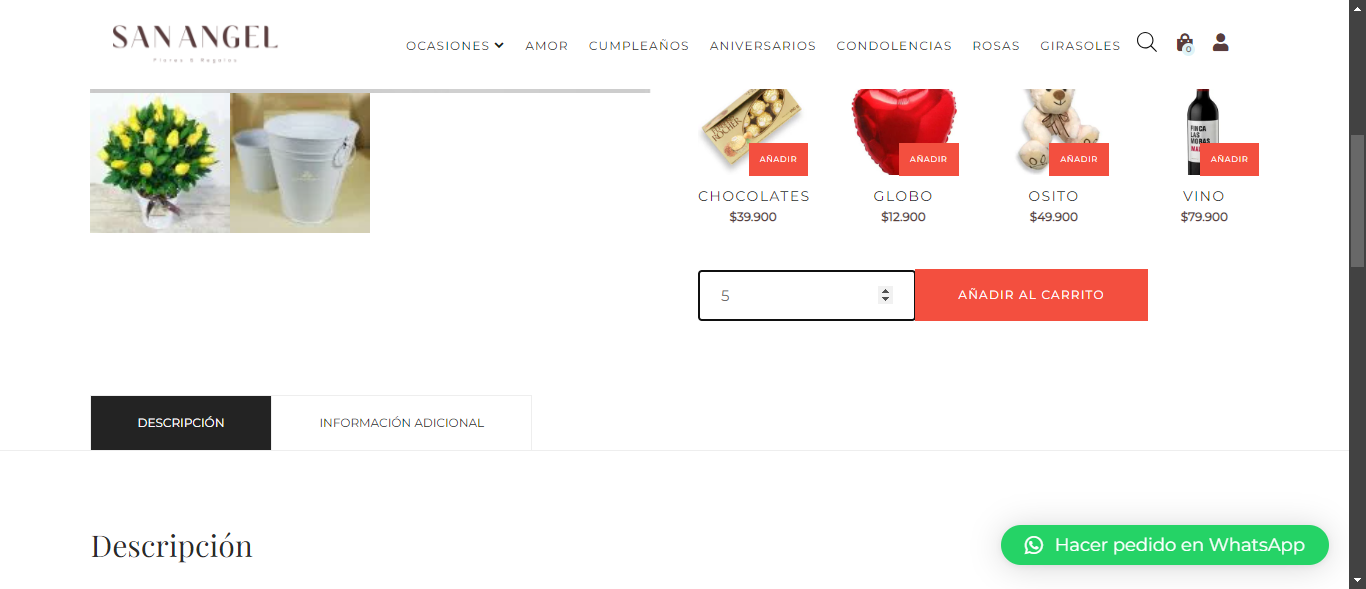 SAN ANGEL
Flores & Regalos
OCASIONES AMOR CUMPLEAÑOS ANIVERSARIOS CONDOLENCIAS ROSAS GIRASOLES
0
AÑADIR AÑADIR AÑADIR AÑADIR
CHOCOLATES GLOBO OSITO VINO
$39.900 $12.900 $49.900 $79.900
5 AÑADIR AL CARRITO
DESCRIPCIÓN INFORMACIÓN ADICIONAL
Descripción
Hacer pedido en WhatsApp